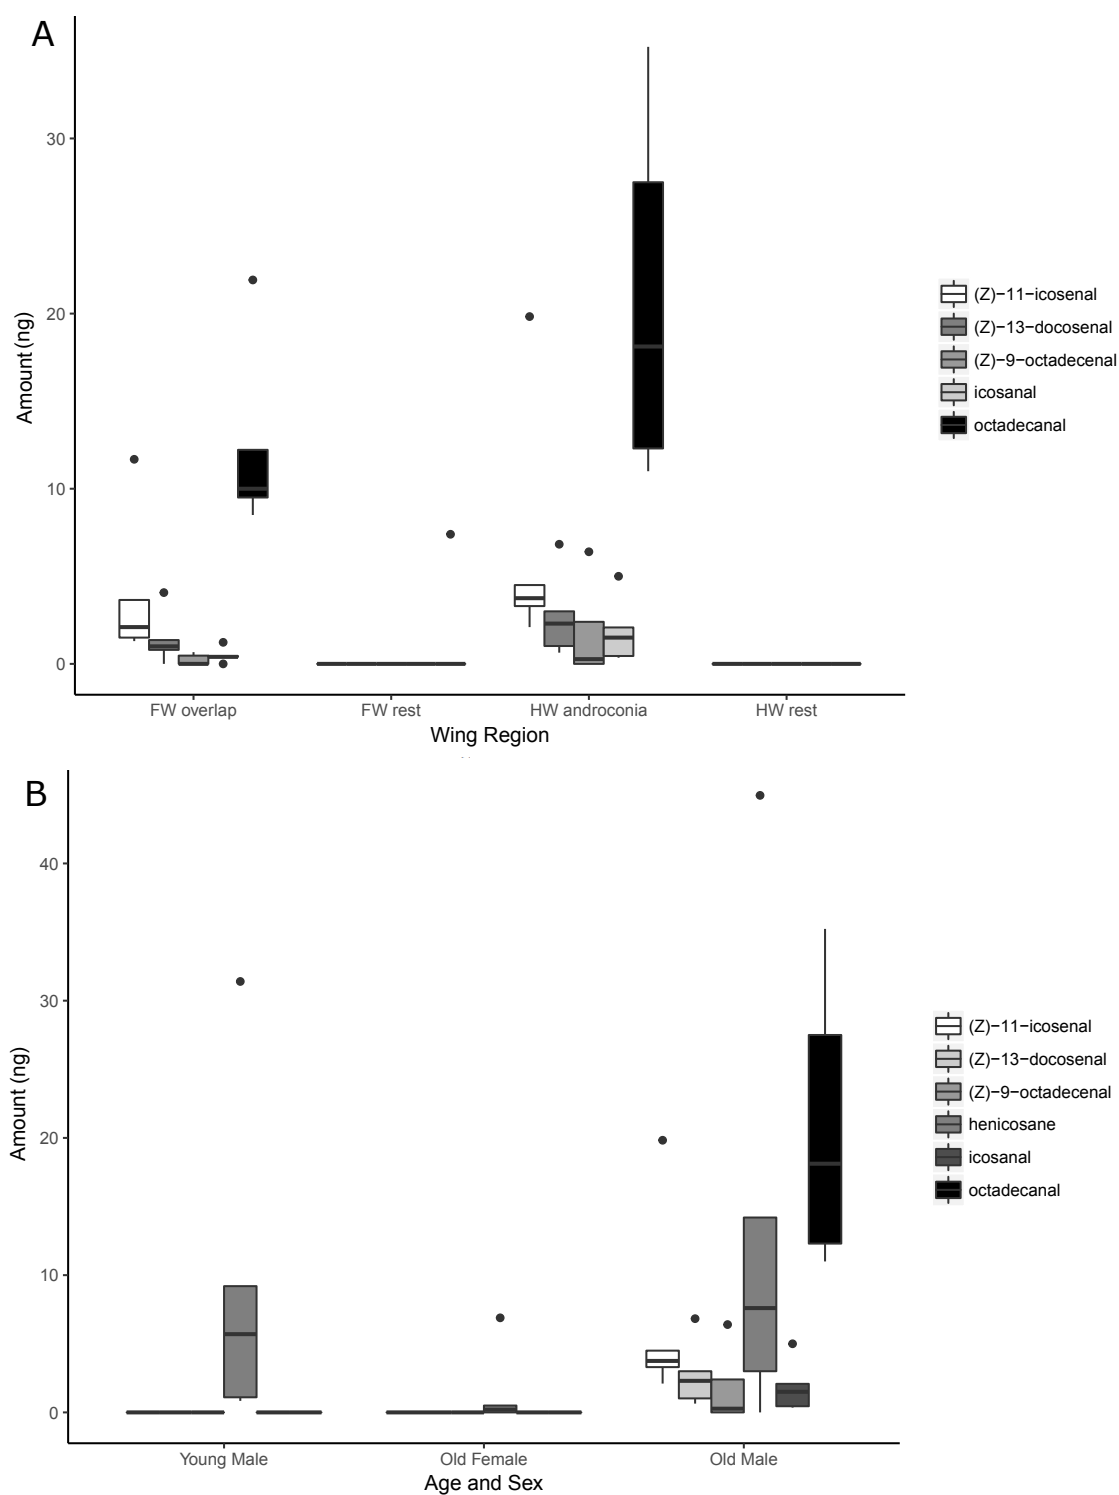 A
30
20
10
0
Amount (ng)
FW overlap FW rest HW androconia HW rest
Wing Region
(Z)−11−icosenal
(Z)−13−docosenal
(Z)−9−octadecenal
icosanal
octadecanal
B
40
30
20
10
0
Amount (ng)
Young Male Old Female Old Male
Age and Sex
(Z)−11−icosenal
(Z)−13−docosenal
(Z)−9−octadecenal
henicosane
icosanal
octadecanal